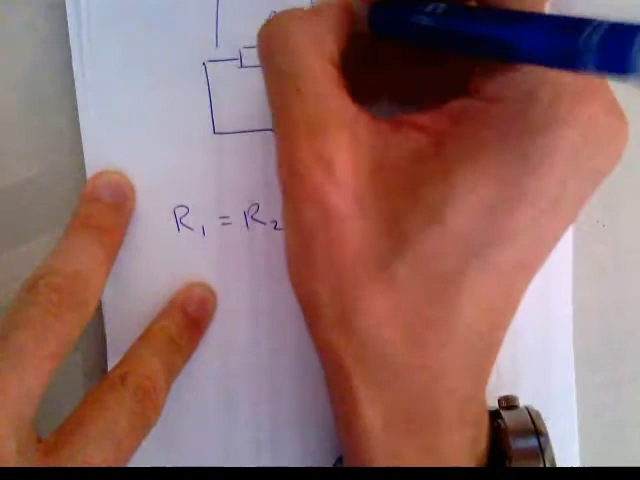 R₁ = R₂